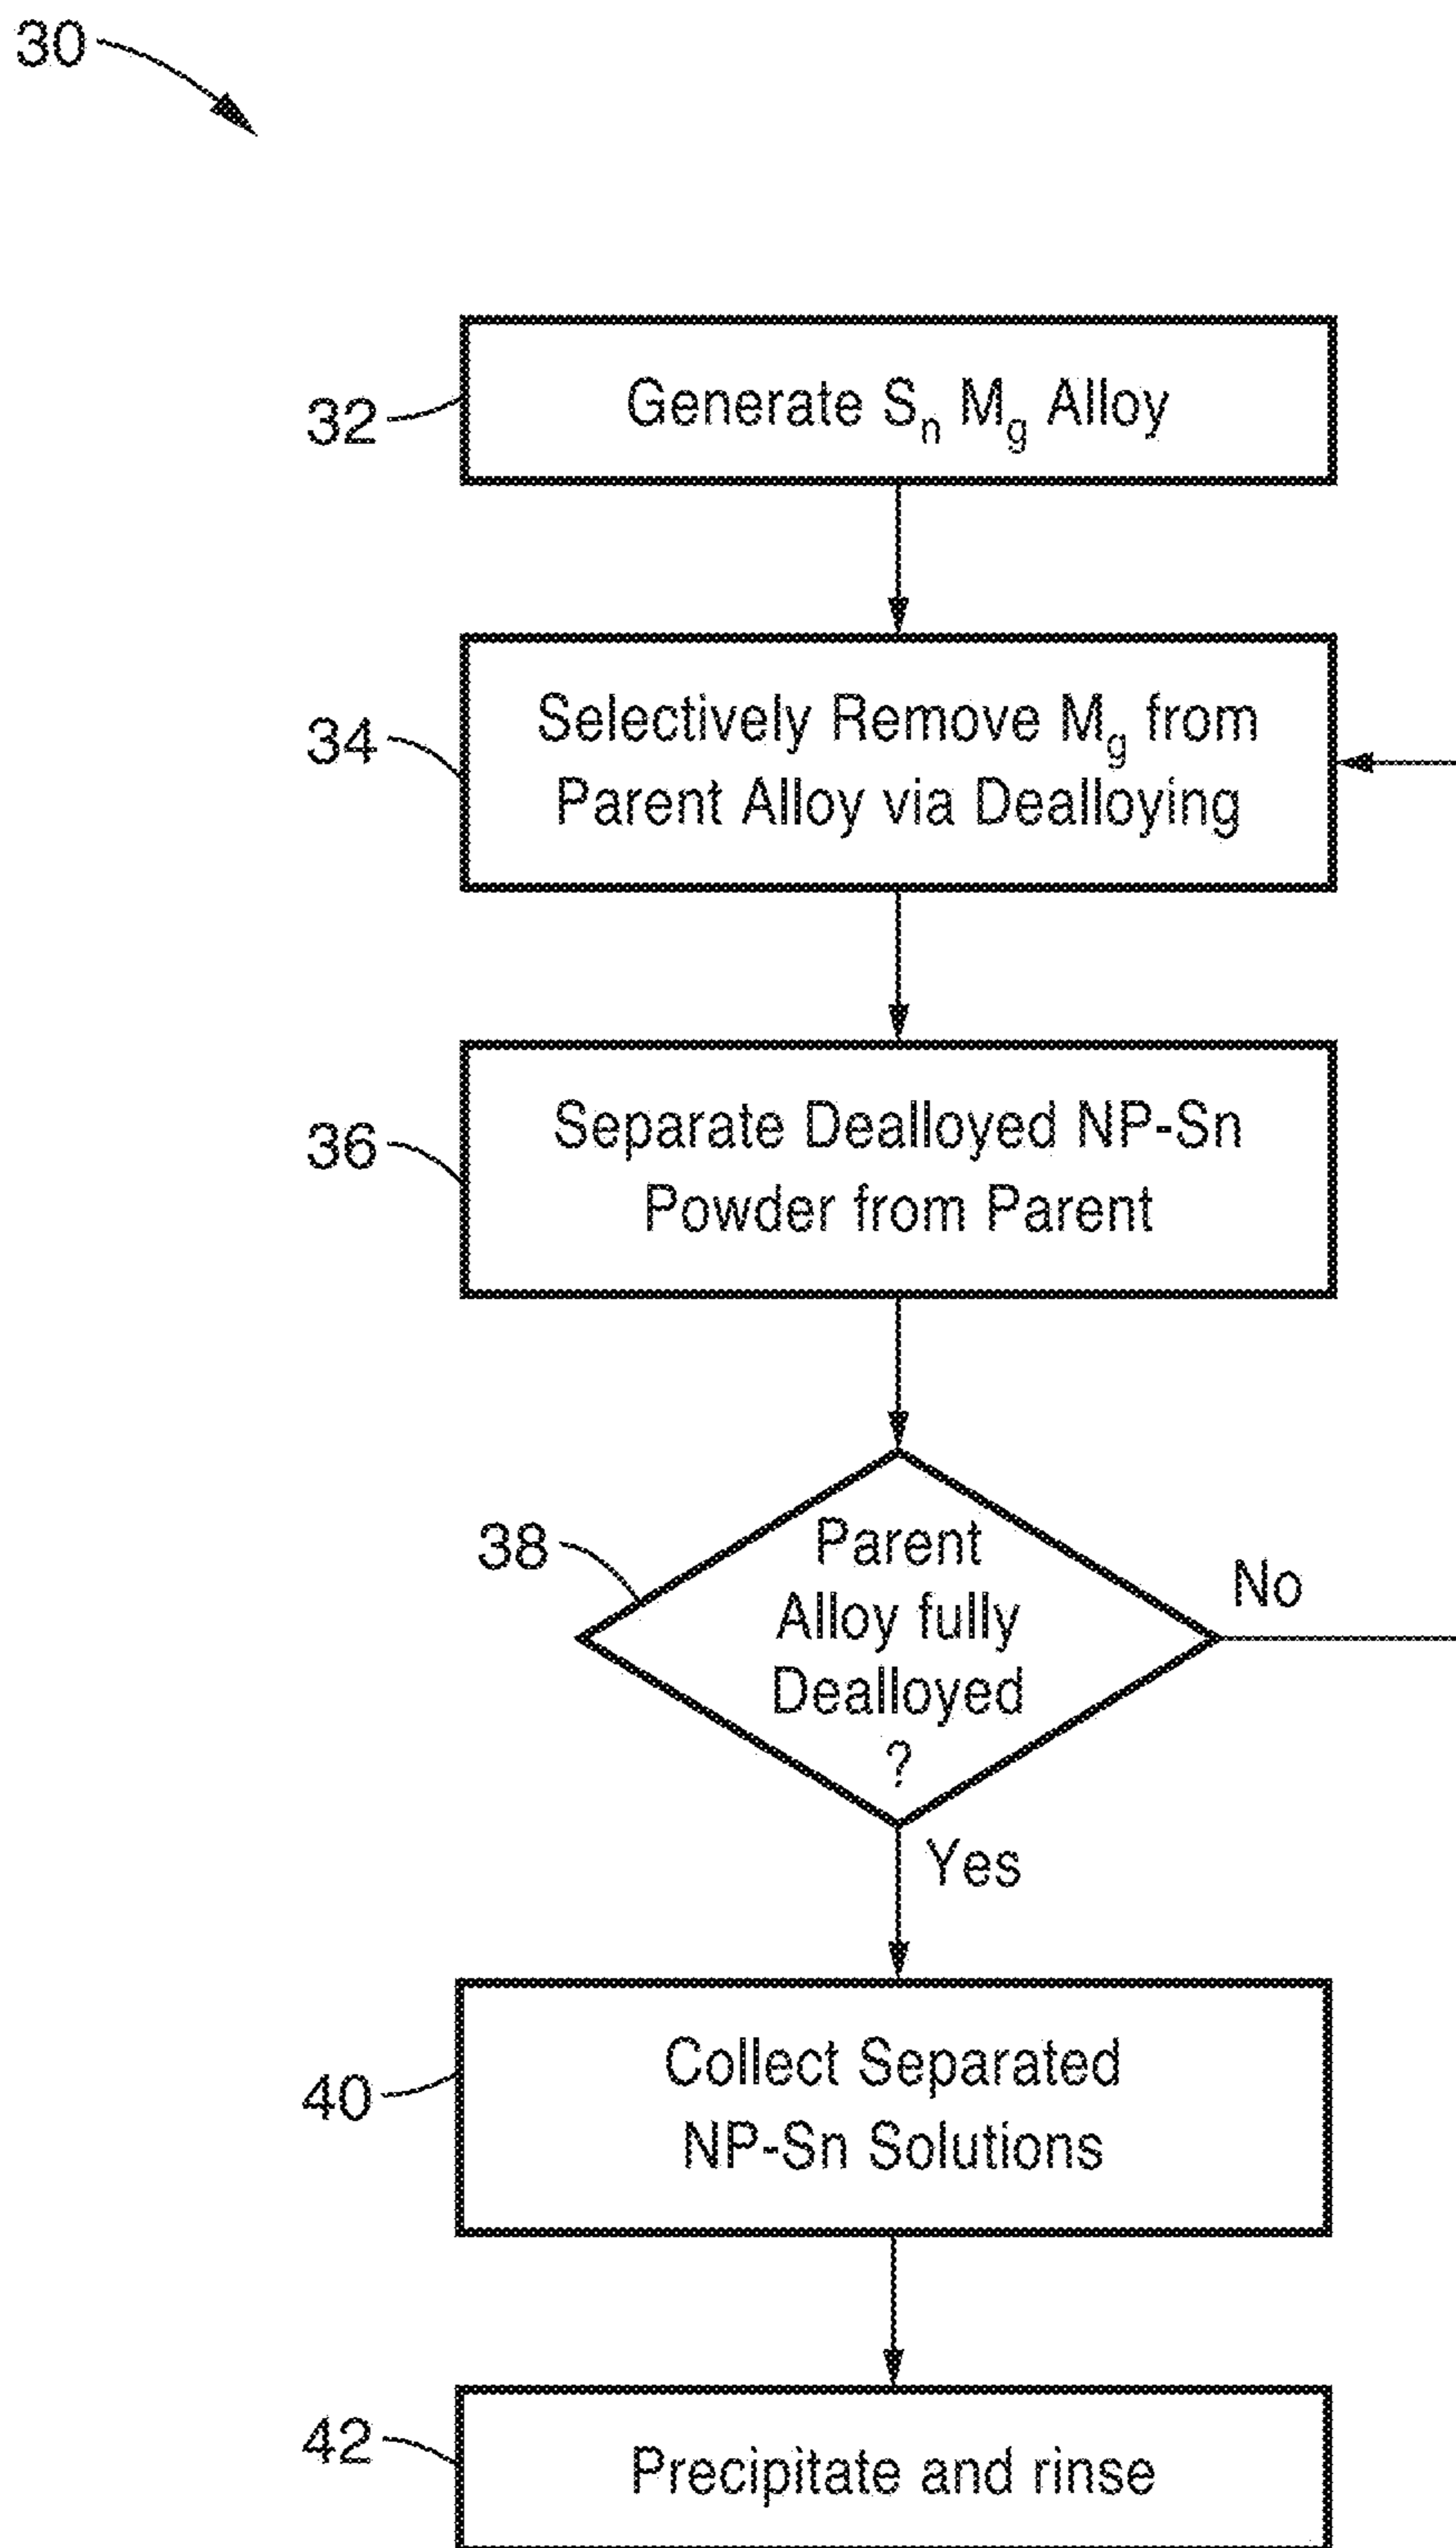 30
32
Generate Sn Mg Alloy
34
Selectively Remove Mg from
Parent Alloy via Dealloying
36
Separate Dealloyed NP-Sn
Powder from Parent
38
Parent
Alloy fully
Dealloyed
?
No
Yes
40
Collect Separated
NP-Sn Solutions
42
Precipitate and rinse